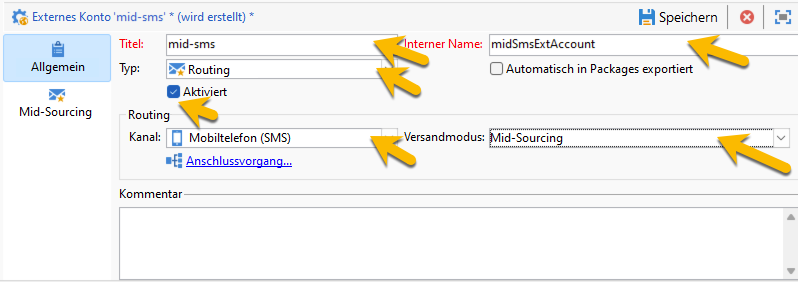 Externes Konto 'mid-sms' * (wird erstellt) *
Speichern
Allgemein
Mid-Sourcing
Titel: mid-sms Interner Name: midSmsExtAccount
Typ: Routing Automatisch in Packages exportiert
Aktiviert
Routing
Kanal: Mobiltelefon (SMS) Versandmodus: Mid-Sourcing
Anschlussvorgang...
Kommentar